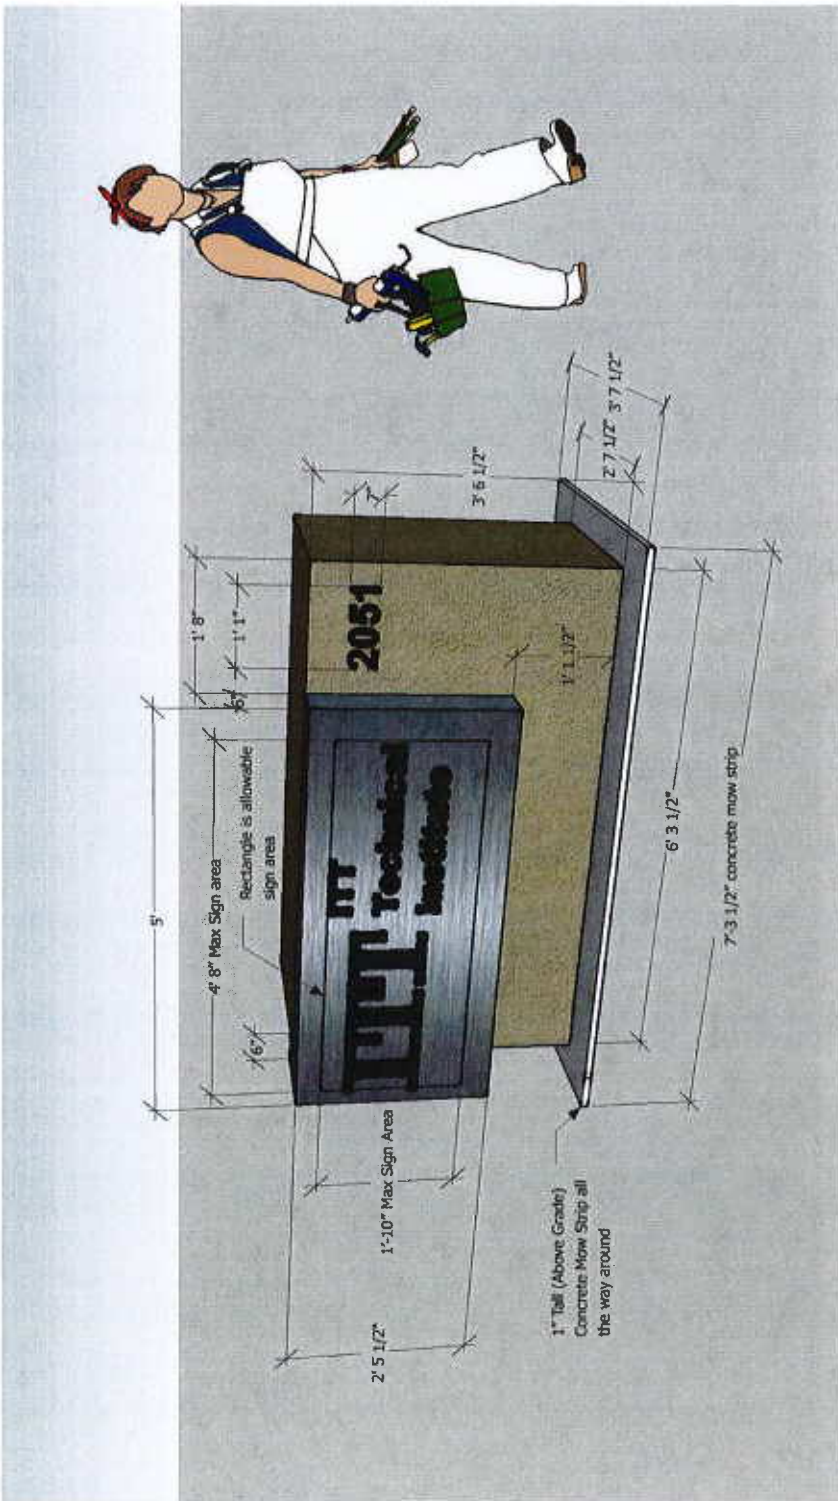 5'
4' 8" Max Sign area
Rectangle is allowable
sign area
6"
6"
1' 8"
1' 1"
7"
3' 6 1/2"
2' 7 1/2"
3' 7 1/2"
1' 1 1/2"
2051
ITT
ITT
Technical
Institute
1'-10" Max Sign Area
2' 5 1/2"
1" Tall (Above Grade)
Concrete Mow Strip all
the way around
6' 3 1/2"
7'-3 1/2" concrete mow strip